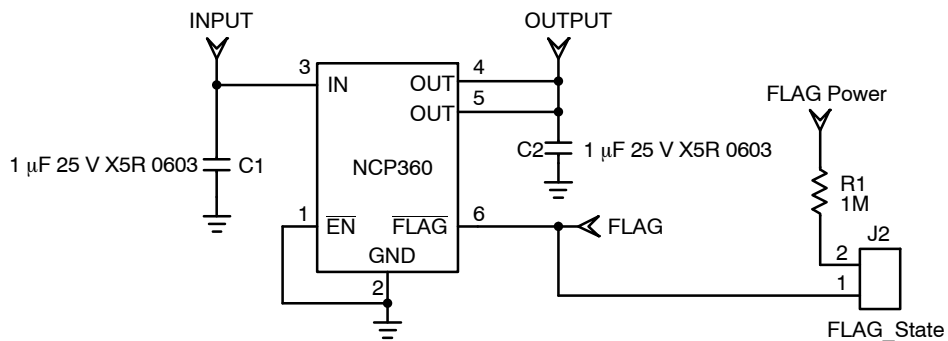 INPUT
OUTPUT
3
IN
OUT
4
OUT
5
FLAG Power
1 μF 25 V X5R 0603
C1
NCP360
C2
1 μF 25 V X5R 0603
R1
1M
1
EN
FLAG
6
FLAG
J2
2
1
GND
2
FLAG_State